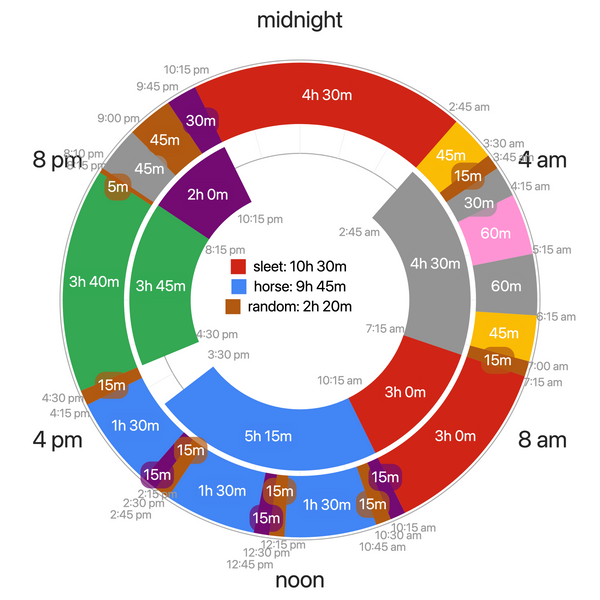 midnight
10:15 pm
9:45 pm
4h 30m
30m
2:45 am
9:00 pm
45m
45m
3:30 am
3:45 am
4 am
8 pm
8:10 pm
8:15 pm
45m
15m
4:15 am
5m
2h 0m
30m
10:15 pm
60m
2:45 am
8:15 pm
5:15 am
4h 30m
sleet: 10h 30m
3h 40m
3h 45m
horse: 9h 45m
60m
random: 2h 20m
6:15 am
4:30 pm
7:15 am
45m
3:30 pm
15m
7:00 am
7:15 am
10:15 am
15m
3h 0m
4:30 pm
4:15 pm
1h 30m
5h 15m
3h 0m
4 pm
8 am
15m
15m
15m
2:15 pm
2:30 pm
2:45 pm
1h 30m
15m
1h 30m
15m
15m
10:15 am
10:30 am
10:45 am
12:15 pm
12:30 pm
12:45 pm
noon